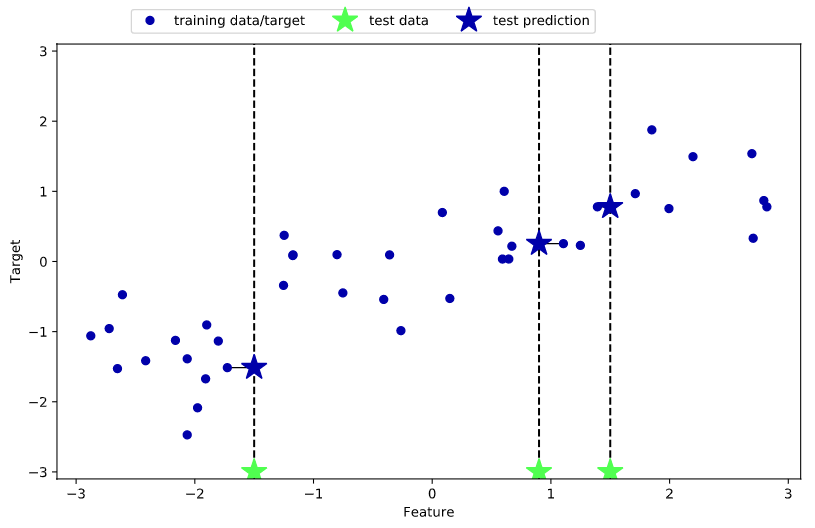 training data/target test data test prediction
3
2
1
0
−1
−2
−3
Target
−3 −2 −1 0 1 2 3
Feature